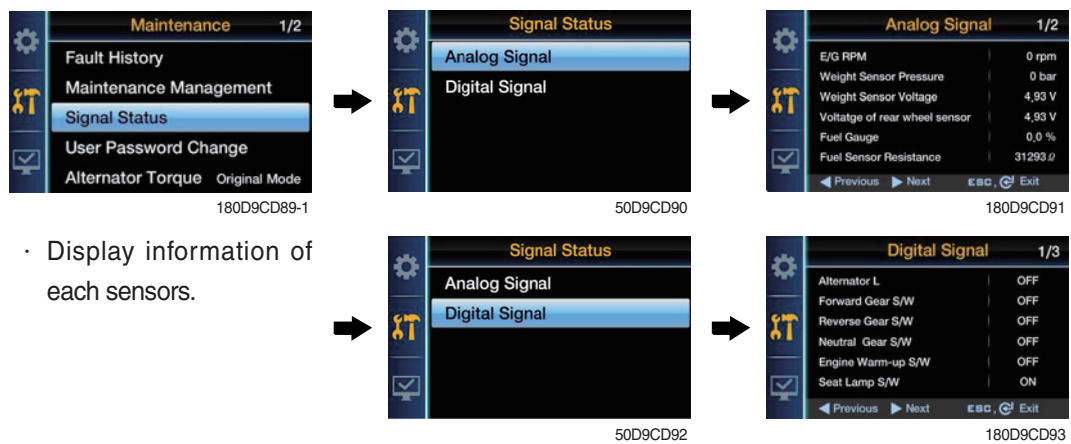 Maintenance 1/2
Fault History
Maintenance Management
Signal Status
User Password Change
Alternator Torque Original Mode
180D9CD89-1
· Display information of
each sensors.
Signal Status
Analog Signal
Digital Signal
50D9CD90
Analog Signal 1/2
E/G RPM 0 rpm
Weight Sensor Pressure 0 bar
Weight Sensor Voltage 4,93 V
Voltatge of rear wheel sensor 4,93 V
Fuel Gauge 0,0 %
Fuel Sensor Resistance 31293 Ω
◀ Previous ▶ Next ESC, Exit
180D9CD91
Signal Status
Analog Signal
Digital Signal
50D9CD92
Digital Signal 1/3
Alternator L OFF
Forward Gear S/W OFF
Reverse Gear S/W OFF
Neutral Gear S/W OFF
Engine Warm-up S/W OFF
Seat Lamp S/W ON
◀ Previous ▶ Next ESC, Exit
180D9CD93